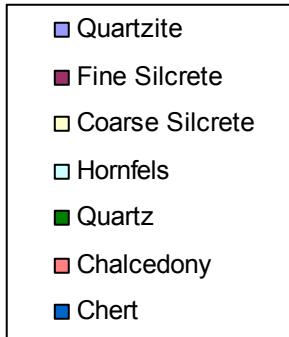 Quartzite
Fine Silcrete
Coarse Silcrete
Hornfels
Quartz
Chalcedony
Chert